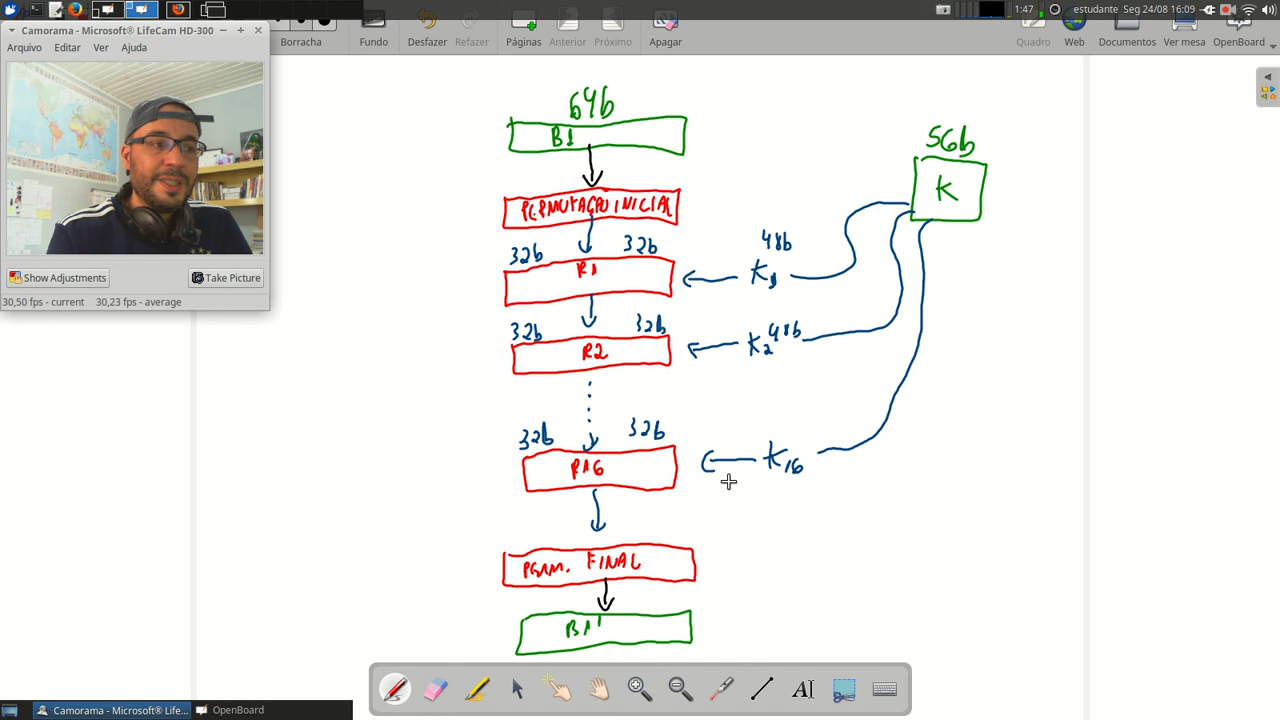 1:47
estudante
Seg 24/08 16:09
Camorama - Microsoft® LifeCam HD-300
Arquivo
Editar
Ver
Ajuda
Show Adjustments
Take Picture
30,50 fps - current
30,23 fps - average
Borracha
Fundo
Desfazer
Refazer
Páginas
Anterior
Próximo
Apagar
Quadro
Web
Documentos
Ver mesa
OpenBoard
64b
B1
56b
K
PERMUTAÇÃO INICIAL
32b
32b
48b
R1
K1
32b
32b
48b
R2
K2
32b
32b
R16
K16
PERM. FINAL
B1'
Camorama - Microsoft® Life...
OpenBoard